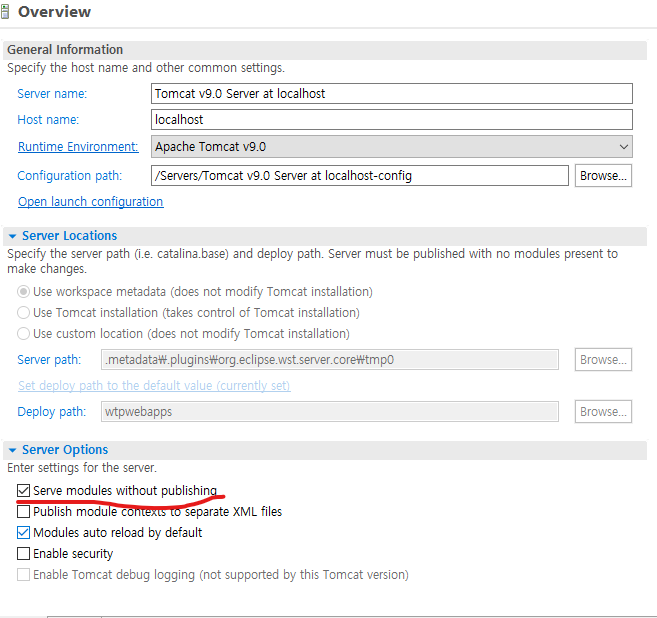 Overview
General Information
Specify the host name and other common settings.
Server name: Tomcat v9.0 Server at localhost
Host name: localhost
Runtime Environment: Apache Tomcat v9.0
Configuration path: /Servers/Tomcat v9.0 Server at localhost-config Browse...
Open launch configuration
Server Locations
Specify the server path (i.e. catalina.base) and deploy path. Server must be published with no modules present to
make changes.
Use workspace metadata (does not modify Tomcat installation)
Use Tomcat installation (takes control of Tomcat installation)
Use custom location (does not modify Tomcat installation)
Server path: .metadata₩.plugins₩org.eclipse.wst.server.core₩tmp0 Browse...
Set deploy path to the default value (currently set)
Deploy path: wtpwebapps Browse...
Server Options
Enter settings for the server.
Serve modules without publishing
Publish module contexts to separate XML files
Modules auto reload by default
Enable security
Enable Tomcat debug logging (not supported by this Tomcat version)